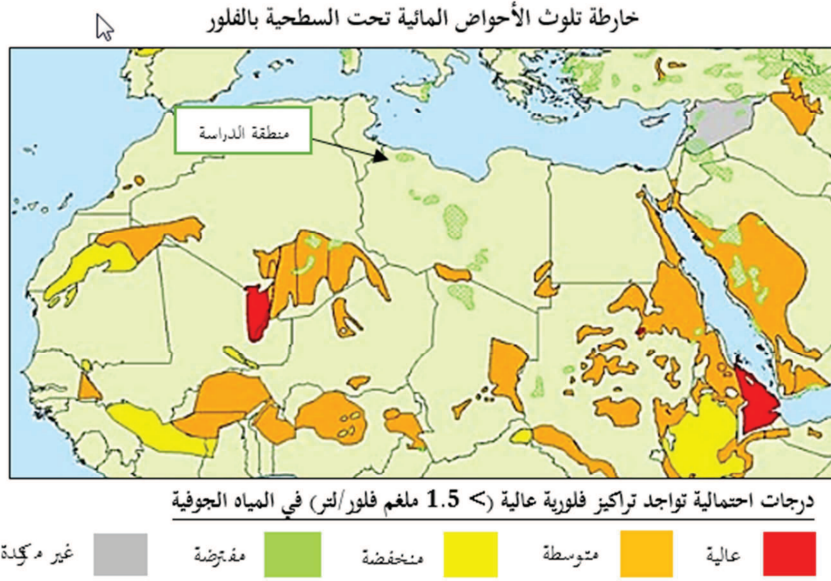 خارطة تلوث الأحواض المائية تحت السطحية بالفلور
منطقة الدراسة
درجات احتمالية تواجد تراكيز فلورية عالية (> 1.5 ملغم فلور/لتر) في المياه الجوفية
عالية
متوسطة
منخفضة
مفترضة
غير مؤكدة